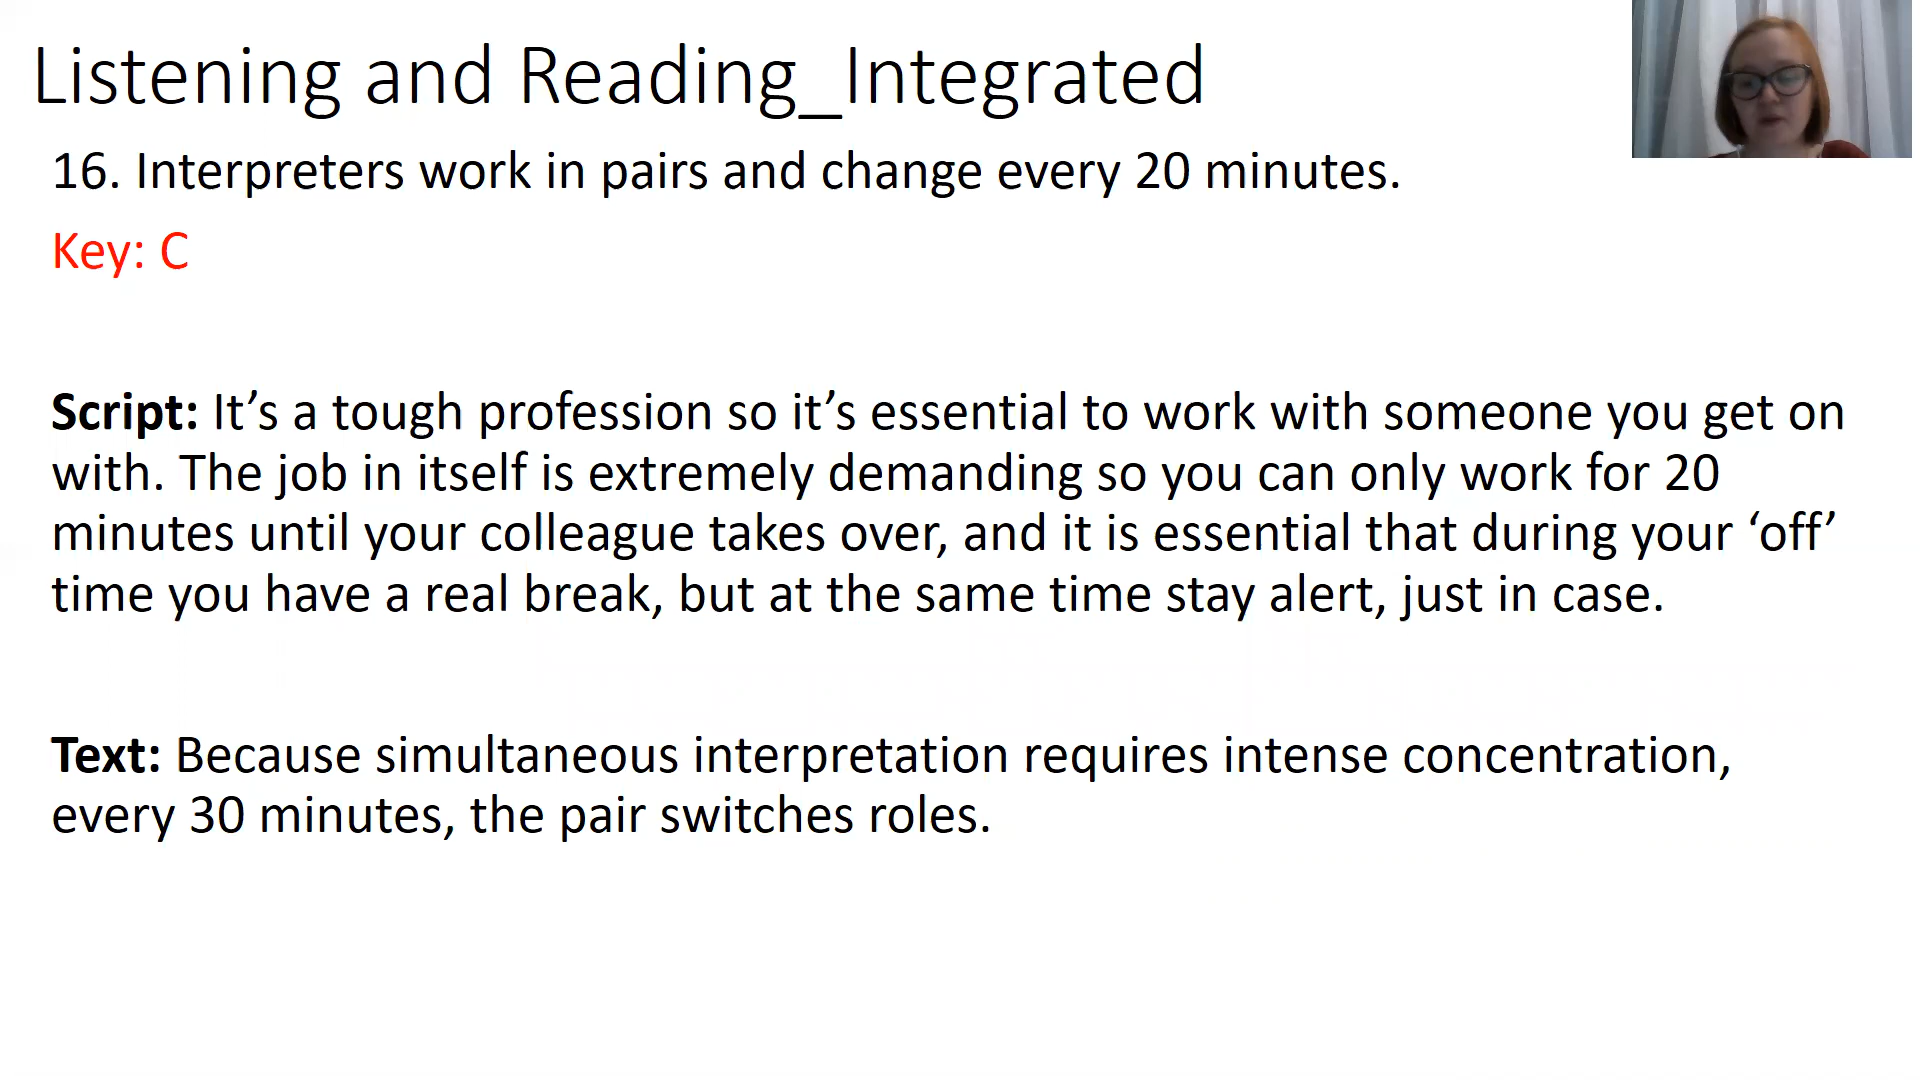 Listening and Reading_Integrated
16. Interpreters work in pairs and change every 20 minutes.
Key: C
Script: It’s a tough profession so it’s essential to work with someone you get on
with. The job in itself is extremely demanding so you can only work for 20
minutes until your colleague takes over, and it is essential that during your ‘off’
time you have a real break, but at the same time stay alert, just in case.
Text: Because simultaneous interpretation requires intense concentration,
every 30 minutes, the pair switches roles.